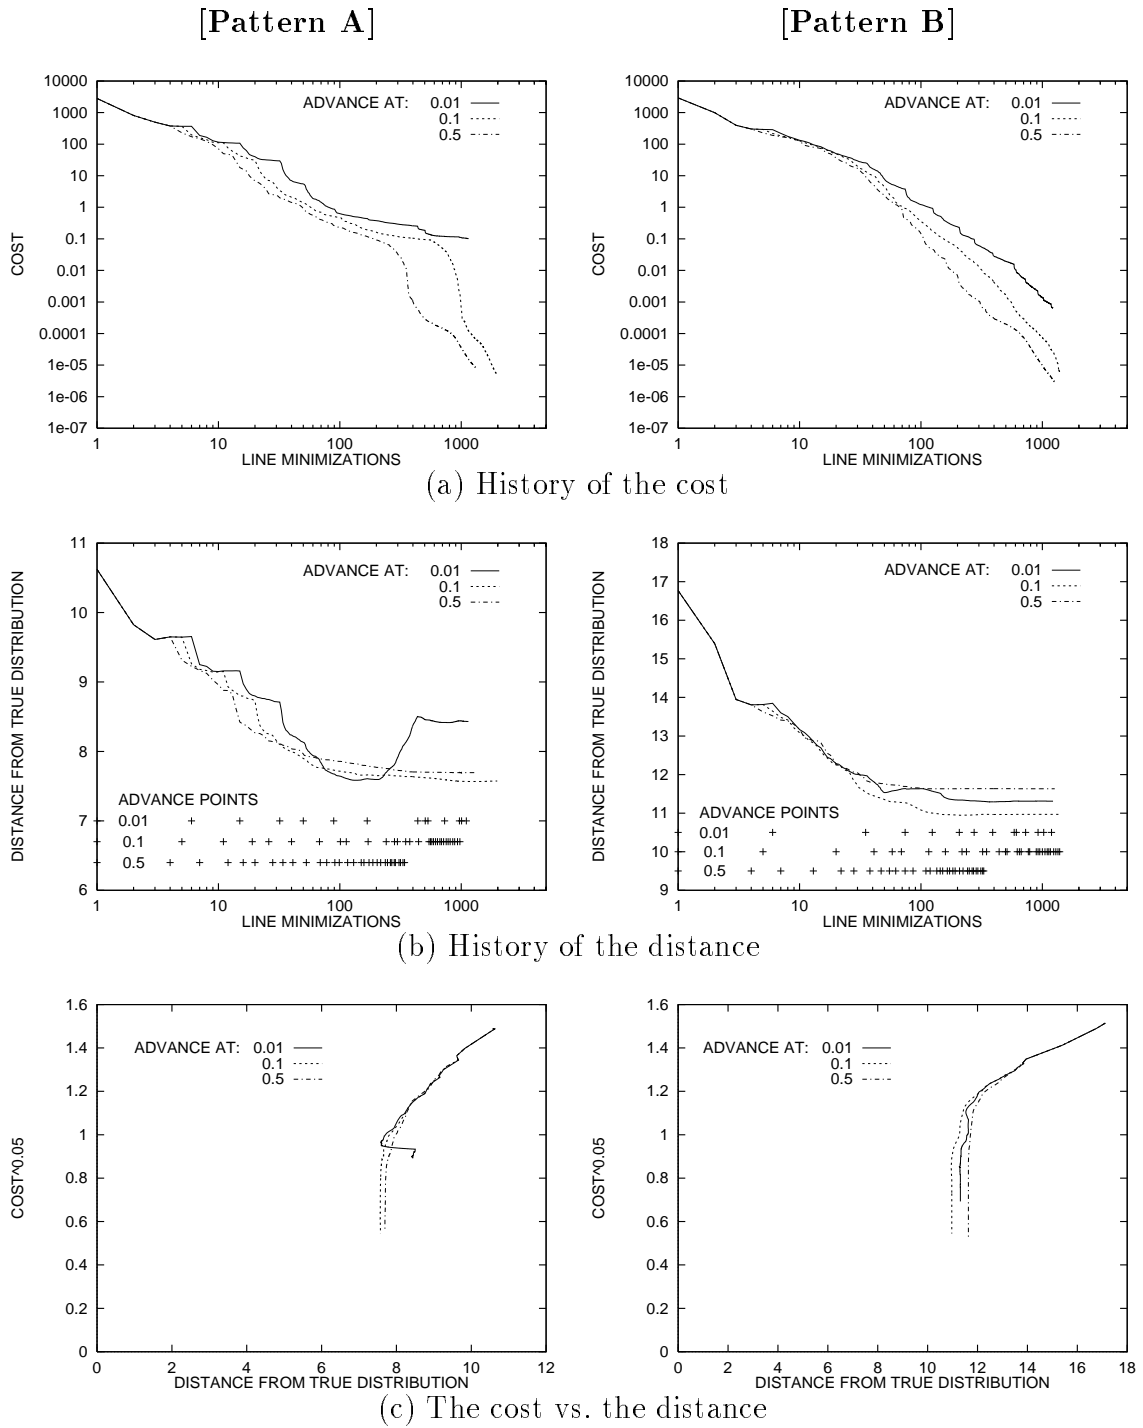 [Pattern A]
[Pattern B]
10000
1000
100
10
1
0.1
0.01
0.001
0.0001
1e-05
1e-06
1e-07
COST
ADVANCE AT: 0.01
0.1
0.5
1 10 100 1000
LINE MINIMIZATIONS
10000
1000
100
10
1
0.1
0.01
0.001
0.0001
1e-05
1e-06
1e-07
COST
ADVANCE AT: 0.01
0.1
0.5
1 10 100 1000
LINE MINIMIZATIONS
(a) History of the cost
11
10
9
8
7
6
DISTANCE FROM TRUE DISTRIBUTION
ADVANCE AT: 0.01
0.1
0.5
ADVANCE POINTS
0.01
0.1
0.5
1 10 100 1000
LINE MINIMIZATIONS
18
17
16
15
14
13
12
11
10
9
DISTANCE FROM TRUE DISTRIBUTION
ADVANCE AT: 0.01
0.1
0.5
ADVANCE POINTS
0.01
0.1
0.5
1 10 100 1000
LINE MINIMIZATIONS
(b) History of the distance
1.6
1.4
1.2
1
0.8
0.6
0.4
0.2
0
COST^0.05
ADVANCE AT: 0.01
0.1
0.5
0 2 4 6 8 10 12
DISTANCE FROM TRUE DISTRIBUTION
1.6
1.4
1.2
1
0.8
0.6
0.4
0.2
0
COST^0.05
ADVANCE AT: 0.01
0.1
0.5
0 2 4 6 8 10 12 14 16 18
DISTANCE FROM TRUE DISTRIBUTION
(c) The cost vs. the distance